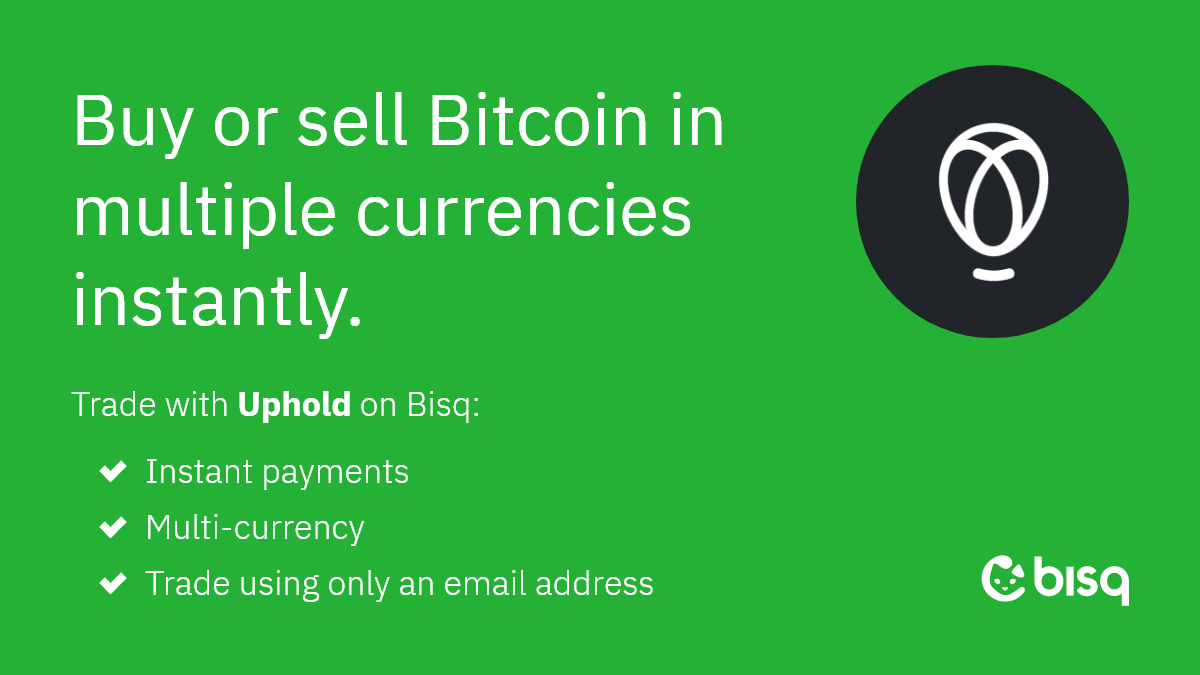 Buy or sell Bitcoin in
multiple currencies
instantly.
Trade with Uphold on Bisq:
Instant payments
Multi-currency
Trade using only an email address
bisq